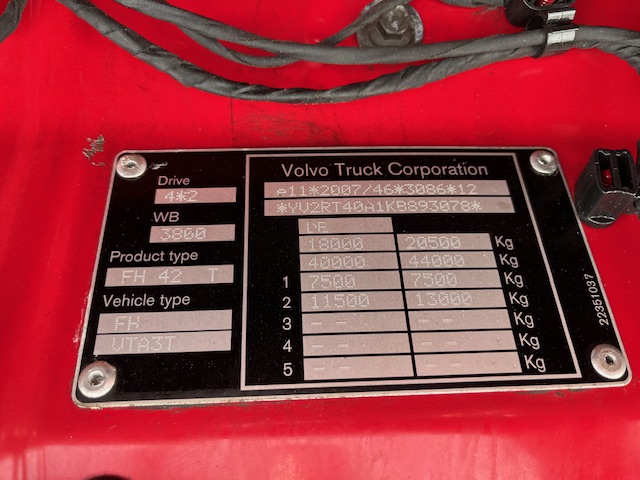 Volvo Truck Corporation
Drive
4*2
WB
3860
Product type
FH 42 T
Vehicle type
FH
VTA3T
e11*2007/46*3086*12
*YV2RT40A1KB893078*
DE
18000 20500 Kg
40000 44000 Kg
1 7500 7500 Kg
2 11500 13000 Kg
3 -- -- Kg
4 -- -- Kg
5 -- -- Kg
22351037